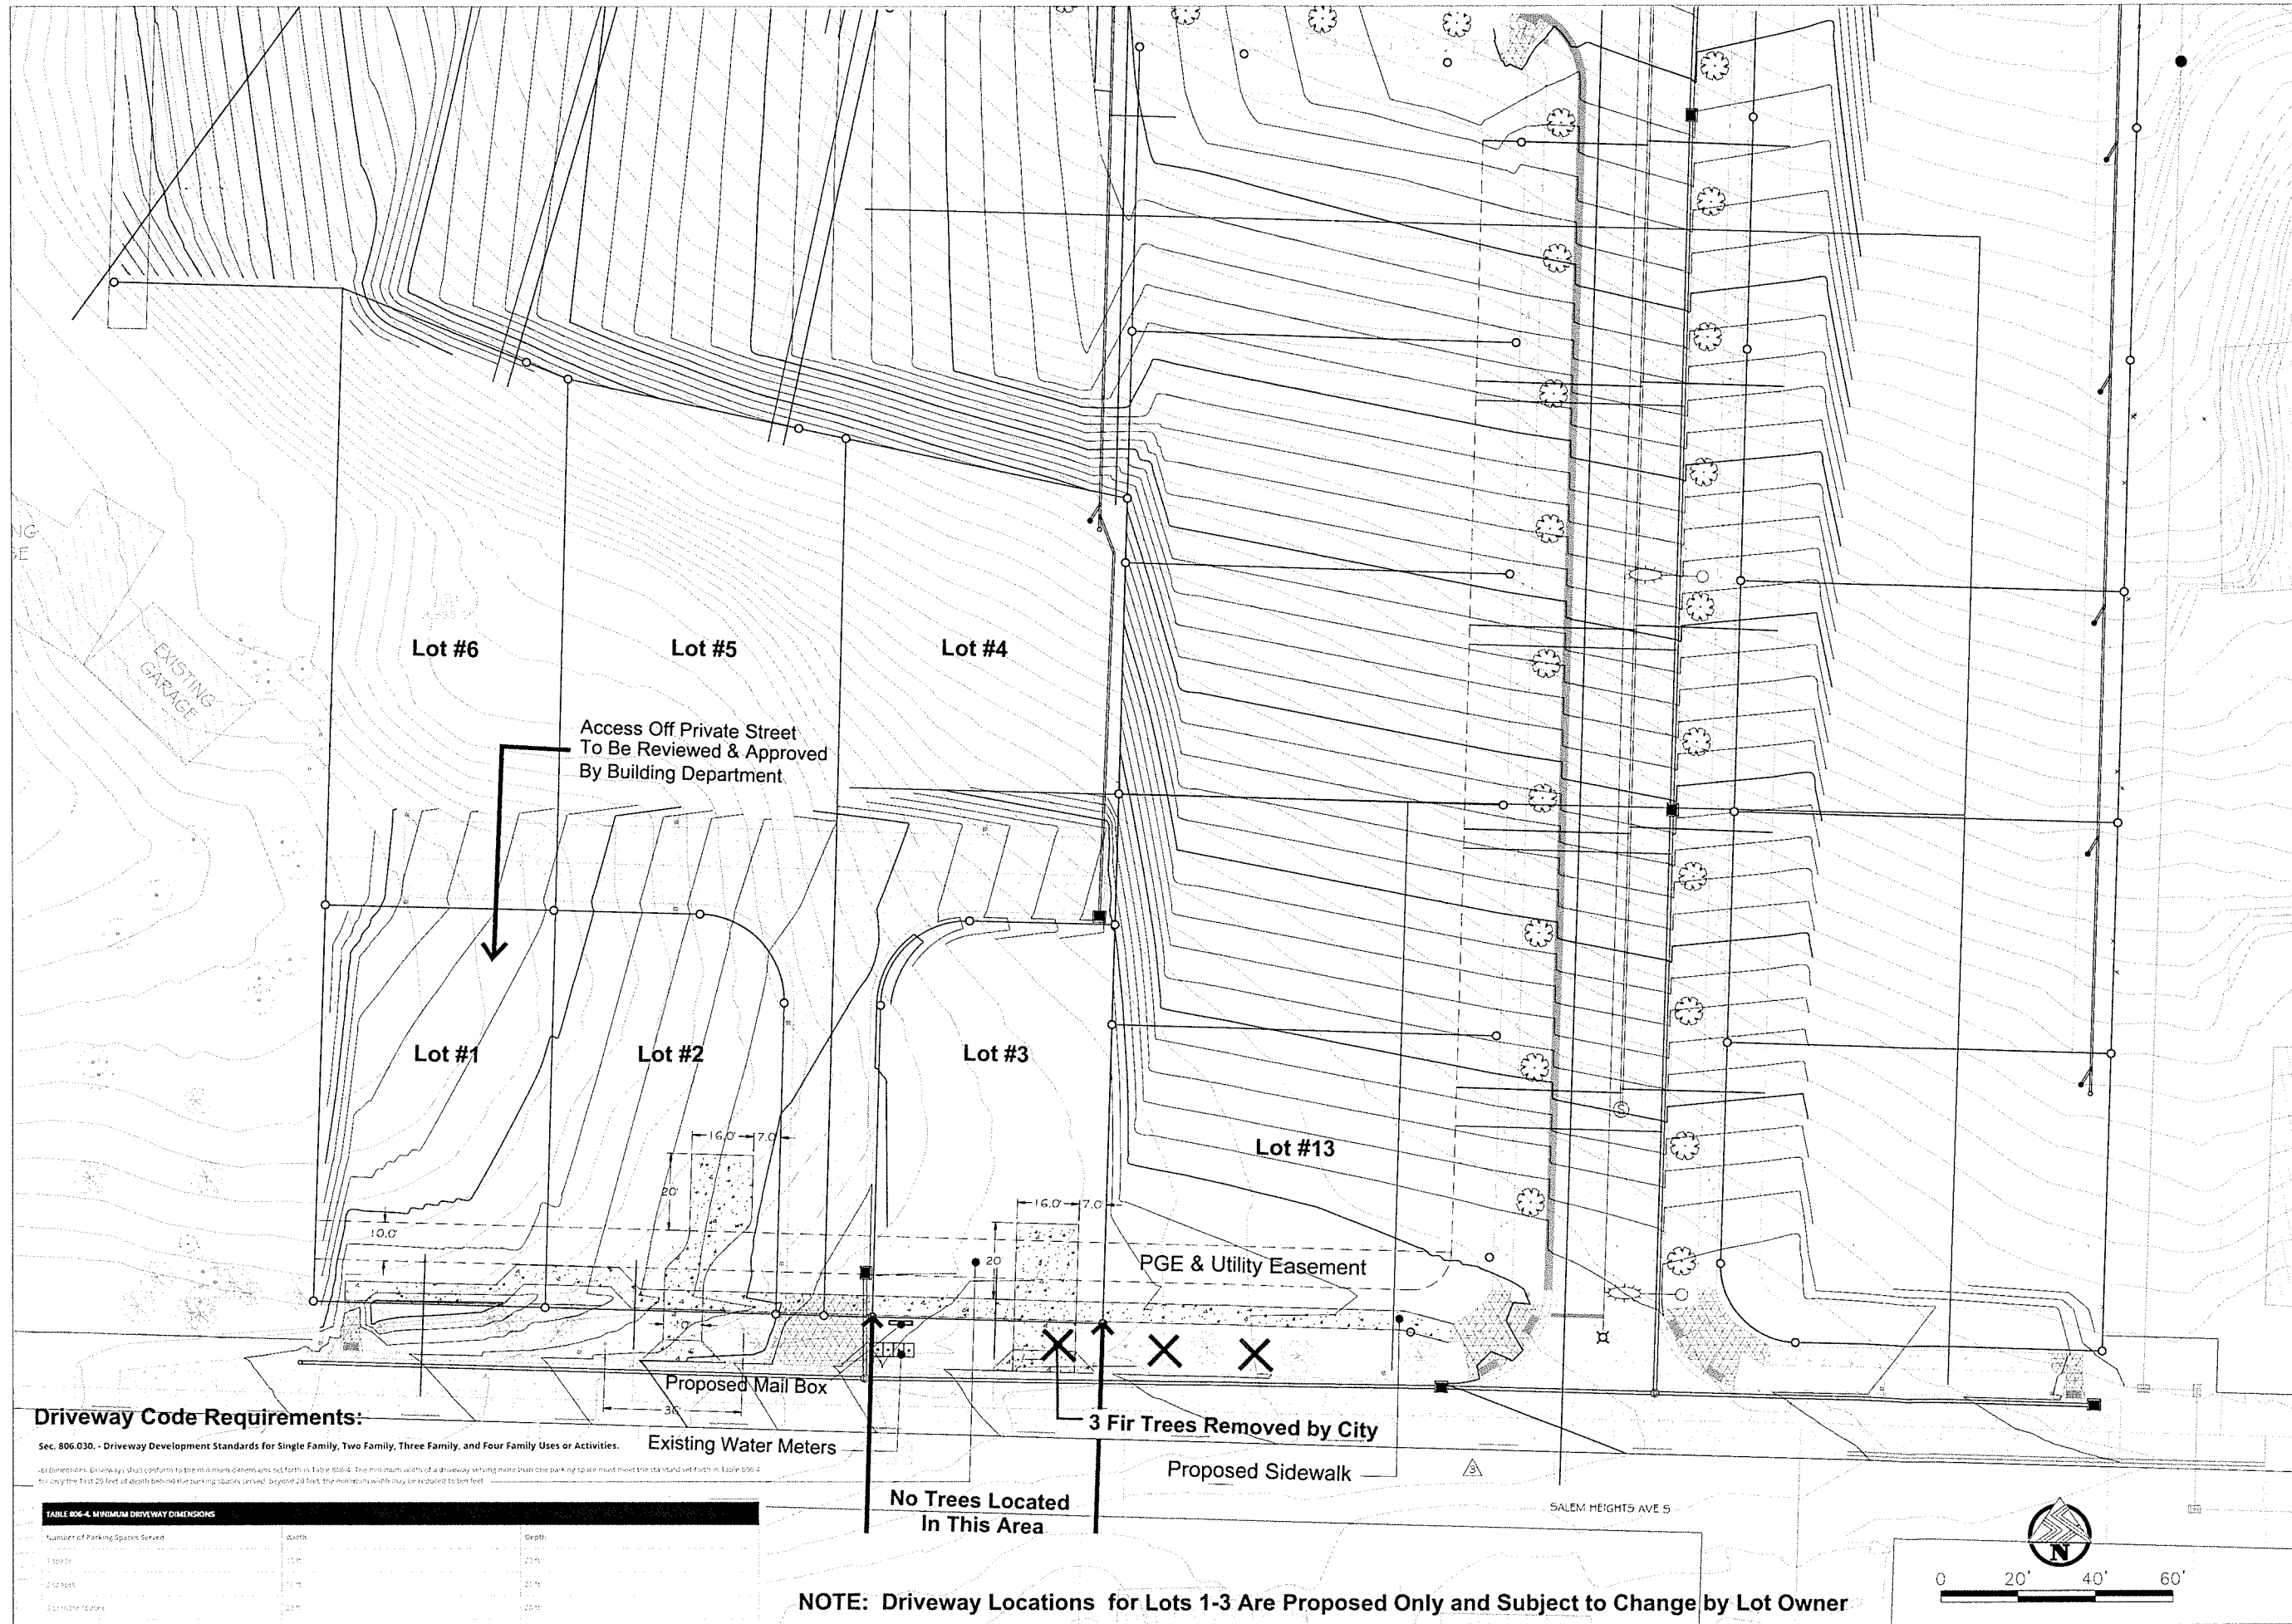 NG
GE
EXISTING
GARAGE
Lot #6
Lot #5
Lot #4
Access Off Private Street
To Be Reviewed & Approved
By Building Department
Lot #1
Lot #2
Lot #3
Lot #13
16.0'
7.0'
20'
10.0'
16.0'
7.0'
20'
PGE & Utility Easement
Proposed Mail Box
36'
Driveway Code Requirements:
3 Fir Trees Removed by City
Sec. 806.030. - Driveway Development Standards for Single Family, Two Family, Three Family, and Four Family Uses or Activities.
Existing Water Meters
Proposed Sidewalk
3
No Trees Located
In This Area
SALEM HEIGHTS AVE S
TABLE 806-4. MINIMUM DRIVEWAY DIMENSIONS
Number of Parking Spaces Served Width Depth
N
0 20' 40' 60'
NOTE: Driveway Locations for Lots 1-3 Are Proposed Only and Subject to Change by Lot Owner